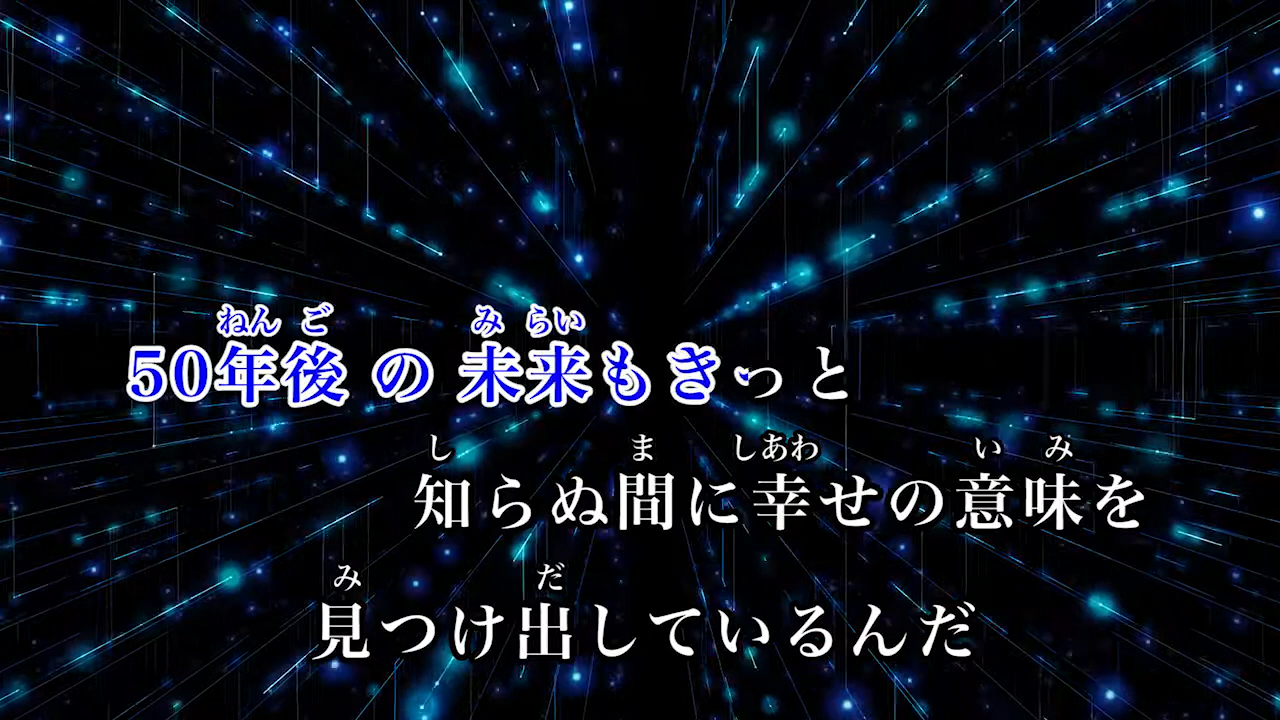 ねん ご み らい
50年後 の 未来もきっと
し ま しあわ い み
知らぬ間に幸せの意味を
み だ
見つけ出しているんだ